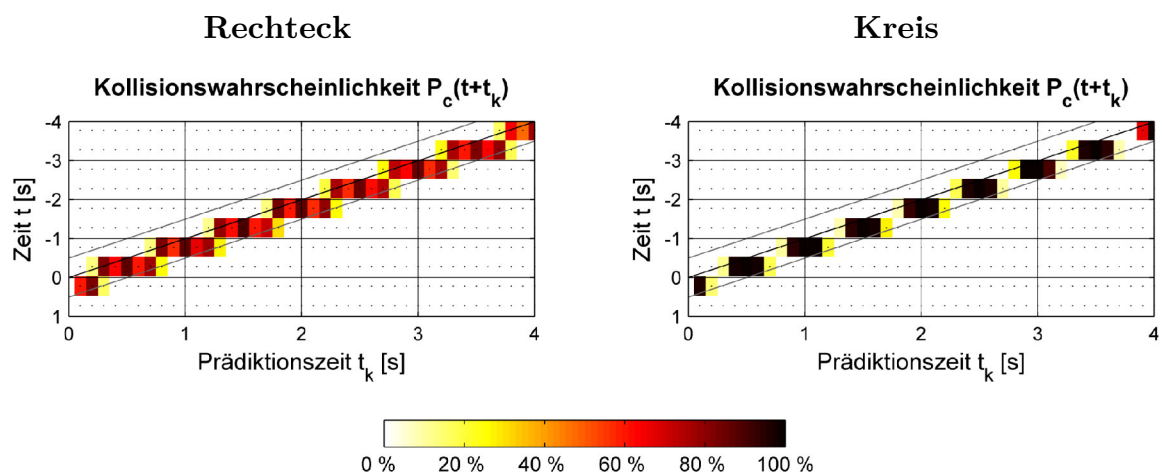 Rechteck
Kollisionswahrscheinlichkeit P_c(t+t_k)
-4
-3
-2
-1
0
1
Zeit t [s]
0 1 2 3 4
Prädiktionszeit t_k [s]
Kreis
Kollisionswahrscheinlichkeit P_c(t+t_k)
-4
-3
-2
-1
0
1
Zeit t [s]
0 1 2 3 4
Prädiktionszeit t_k [s]
0 % 20 % 40 % 60 % 80 % 100 %